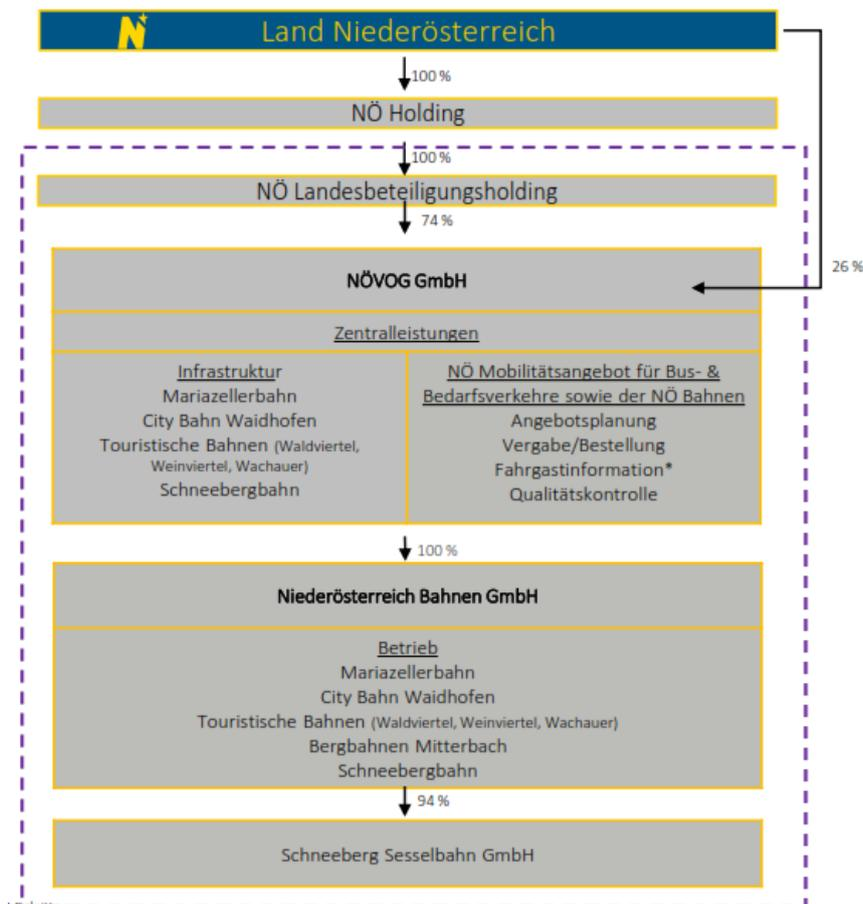 Land Niederösterreich
100 %
NÖ Holding
100 %
NÖ Landesbeteiligungsholding
74 %
26 %
NÖVOG GmbH
Zentralleistungen
Infrastruktur
Mariazellerbahn
City Bahn Waidhofen
Touristische Bahnen (Waldviertel,
Weinviertel, Wachauer)
Schneebergbahn
NÖ Mobilitätsangebot für Bus- &
Bedarfsverkehre sowie der NÖ Bahnen
Angebotsplanung
Vergabe/Bestellung
Fahrgastinformation*
Qualitätskontrolle
100 %
Niederösterreich Bahnen GmbH
Betrieb
Mariazellerbahn
City Bahn Waidhofen
Touristische Bahnen (Waldviertel, Weinviertel, Wachauer)
Bergbahnen Mitterbach
Schneebergbahn
94 %
Schneeberg Sesselbahn GmbH